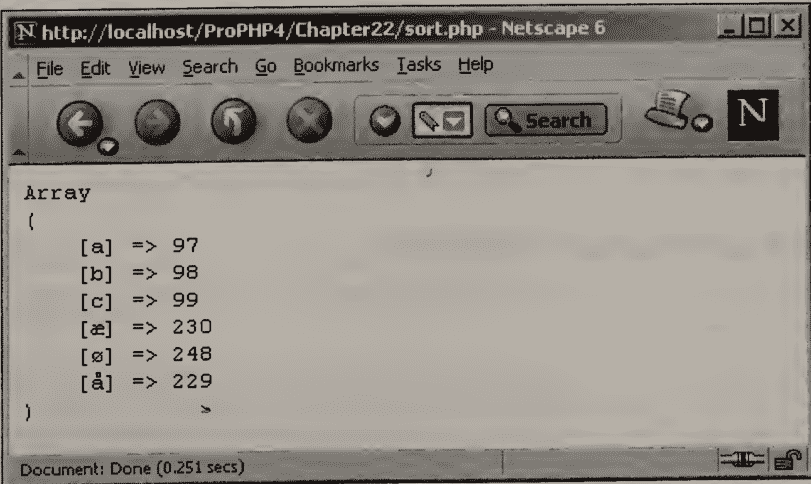 N http://localhost/ProPHP4/Chapter22/sort.php - Netscape 6
File Edit View Search Go Bookmarks Tasks Help
Search
N
Array
(
[a] => 97
[b] => 98
[c] => 99
[æ] => 230
[ø] => 248
[å] => 229
)
Document: Done (0.251 secs)